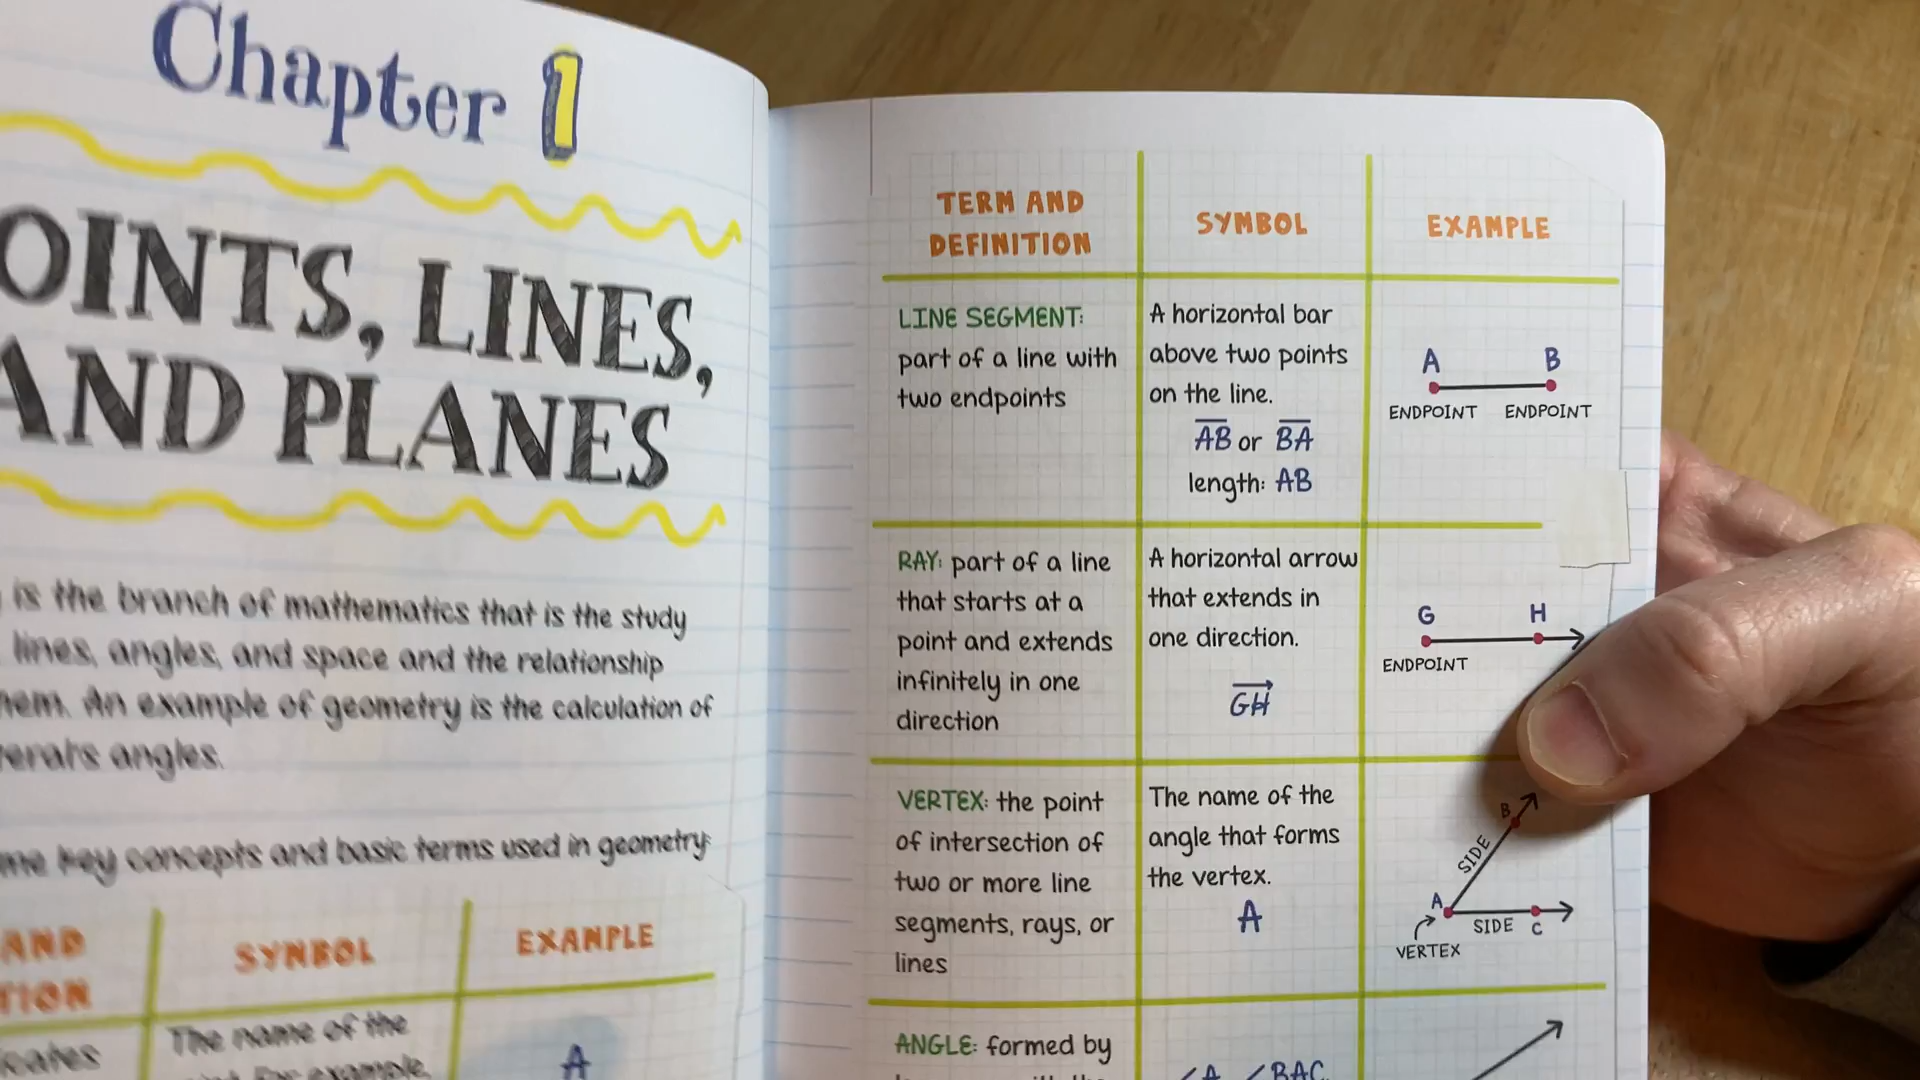 Chapter 1
OINTS, LINES,
AND PLANES
is the branch of mathematics that is the study
lines, angles, and space and the relationship
hem. An example of geometry is the calculation of
angles.
me key concepts and basic terms used in geometry:
AND
TION
SYMBOL
EXAMPLE
The name of the
For example,
A
TERM AND
DEFINITION
SYMBOL
EXAMPLE
LINE SEGMENT:
part of a line with
two endpoints
A horizontal bar
above two points
on the line.
A̅B̅ or B̅A̅
length: AB
A B
ENDPOINT ENDPOINT
RAY: part of a line
that starts at a
point and extends
infinitely in one
direction
A horizontal arrow
that extends in
one direction.
GH
G H
ENDPOINT
VERTEX: the point
of intersection of
two or more line
segments, rays, or
lines
The name of the
angle that forms
the vertex.
A
B
SIDE
A
SIDE C
VERTEX
ANGLE: formed by
∠A, ∠BAC,